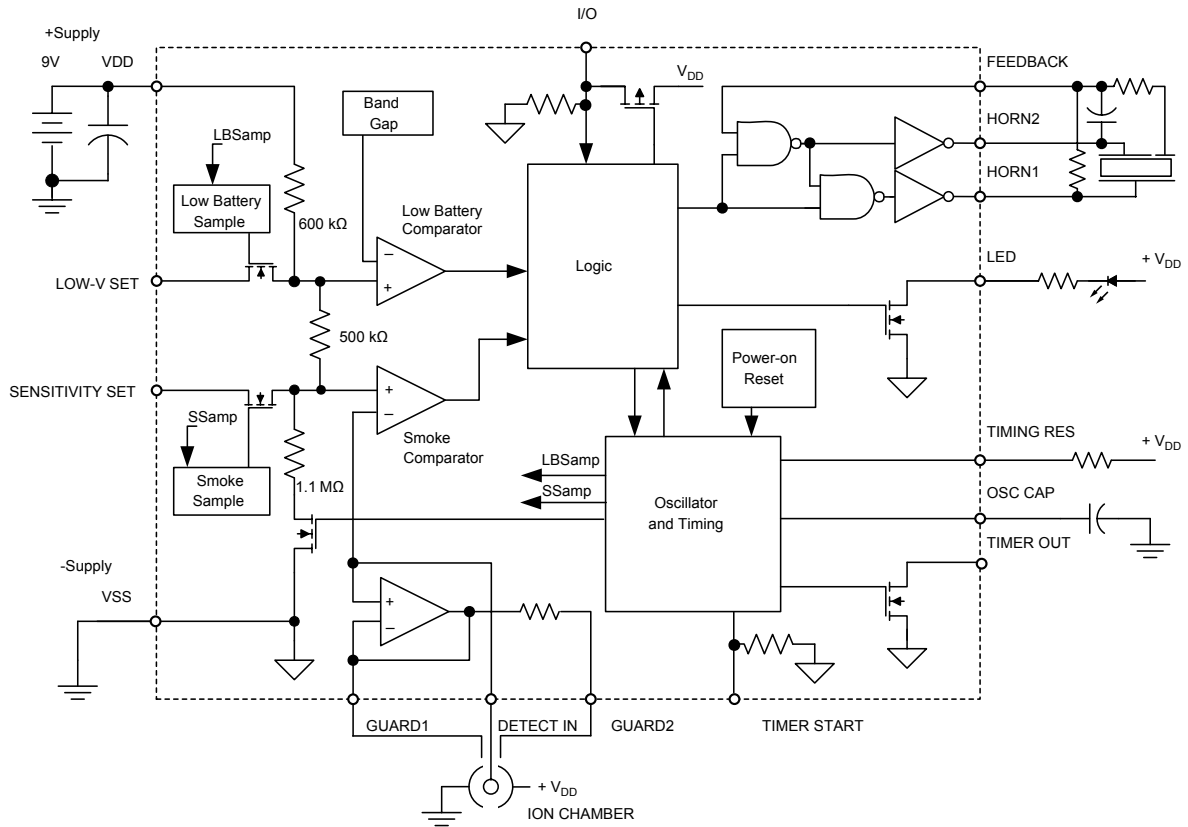 I/O
+Supply
9V
VDD
FEEDBACK
VDD
Band
Gap
HORN2
LBSamp
HORN1
Low Battery
Sample
600 kΩ
Low Battery
Comparator
Logic
LED
+ VDD
LOW-V SET
500 kΩ
Power-on
Reset
SENSITIVITY SET
SSamp
Smoke
Comparator
TIMING RES
+ VDD
LBSamp
Smoke
Sample
1.1 MΩ
SSamp
Oscillator
and Timing
OSC CAP
TIMER OUT
-Supply
VSS
GUARD1
DETECT IN
GUARD2
TIMER START
+ VDD
ION CHAMBER